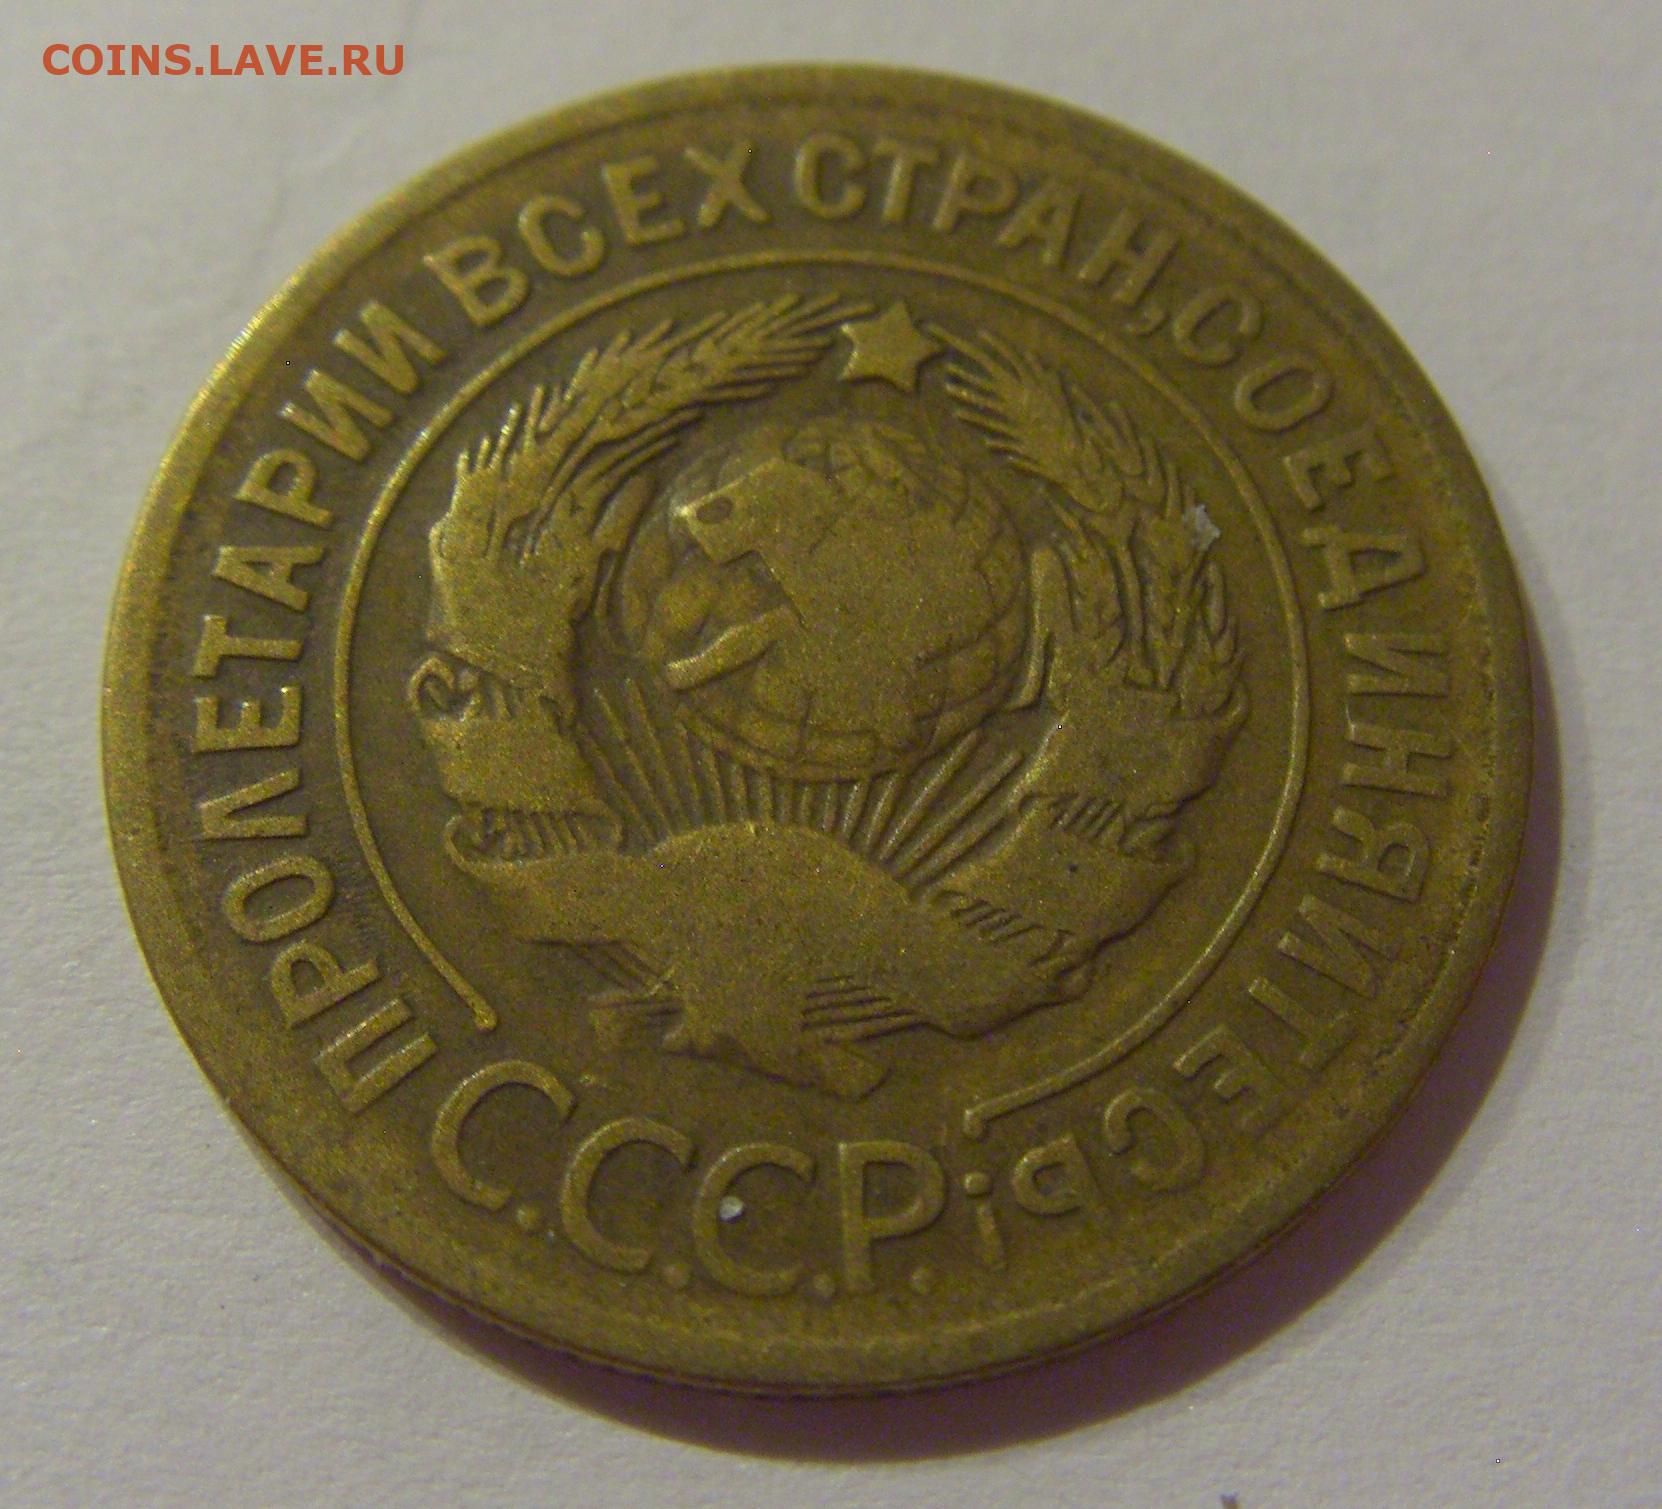 COINS.LAVE.RU
ПРОЛЕТАРИИ ВСЕХ СТРАН, СОЕДИНЯЙТЕСЬ!
С.С.С.Р.